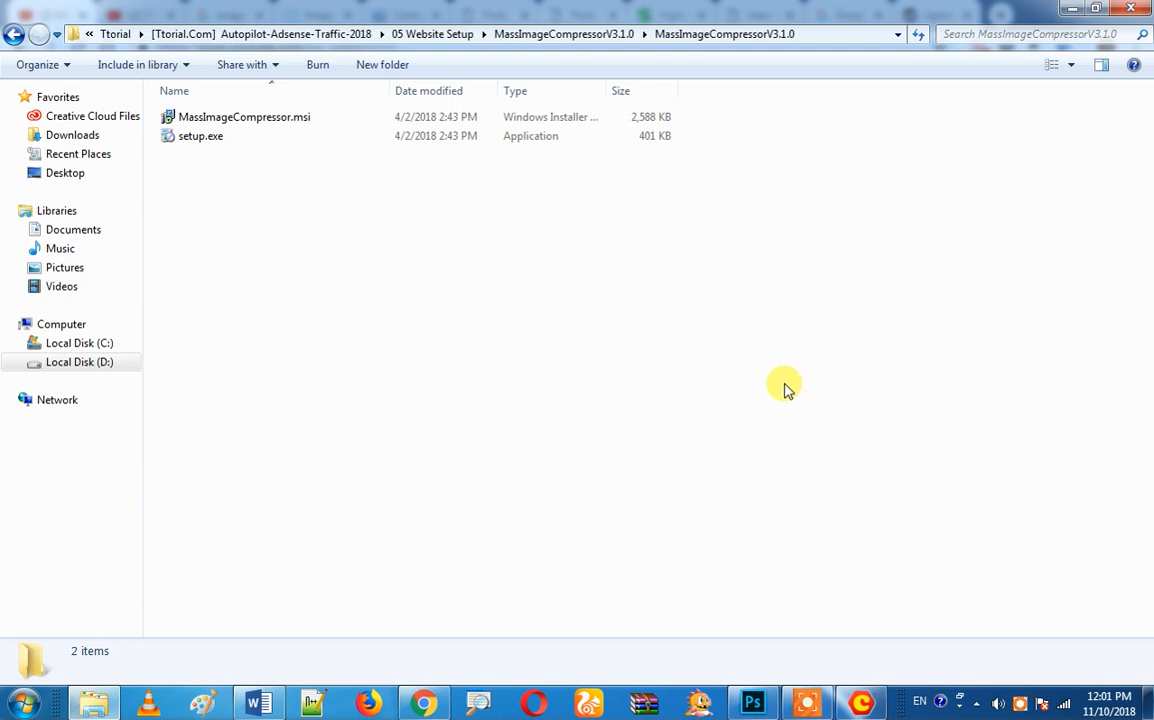 « Ttorial [Ttorial.Com] Autopilot-Adsense-Traffic-2018 05 Website Setup MassImageCompressorV3.1.0 MassImageCompressorV3.1.0 Search MassImageCompressorV3.1.0
Organize Include in library Share with Burn New folder
Name Date modified Type Size
MassImageCompressor.msi 4/2/2018 2:43 PM Windows Installer ... 2,588 KB
setup.exe 4/2/2018 2:43 PM Application 401 KB
Favorites
Creative Cloud Files
Downloads
Recent Places
Desktop
Libraries
Documents
Music
Pictures
Videos
Computer
Local Disk (C:)
Local Disk (D:)
Network
2 items
Ps
EN 12:01 PM
11/10/2018